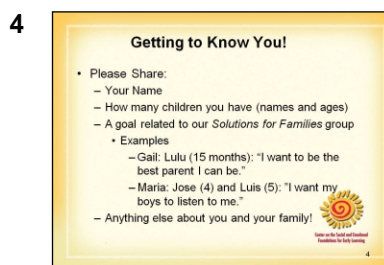 4
Getting to Know You!
• Please Share:
– Your Name
– How many children you have (names and ages)
– A goal related to our Solutions for Families group
• Examples
– Gail: Lulu (15 months): "I want to be the
best parent I can be."
– Maria: Jose (4) and Luis (5): "I want my
boys to listen to me."
– Anything else about you and your family!
Center on the Social and Emotional
Foundations for Early Learning
4